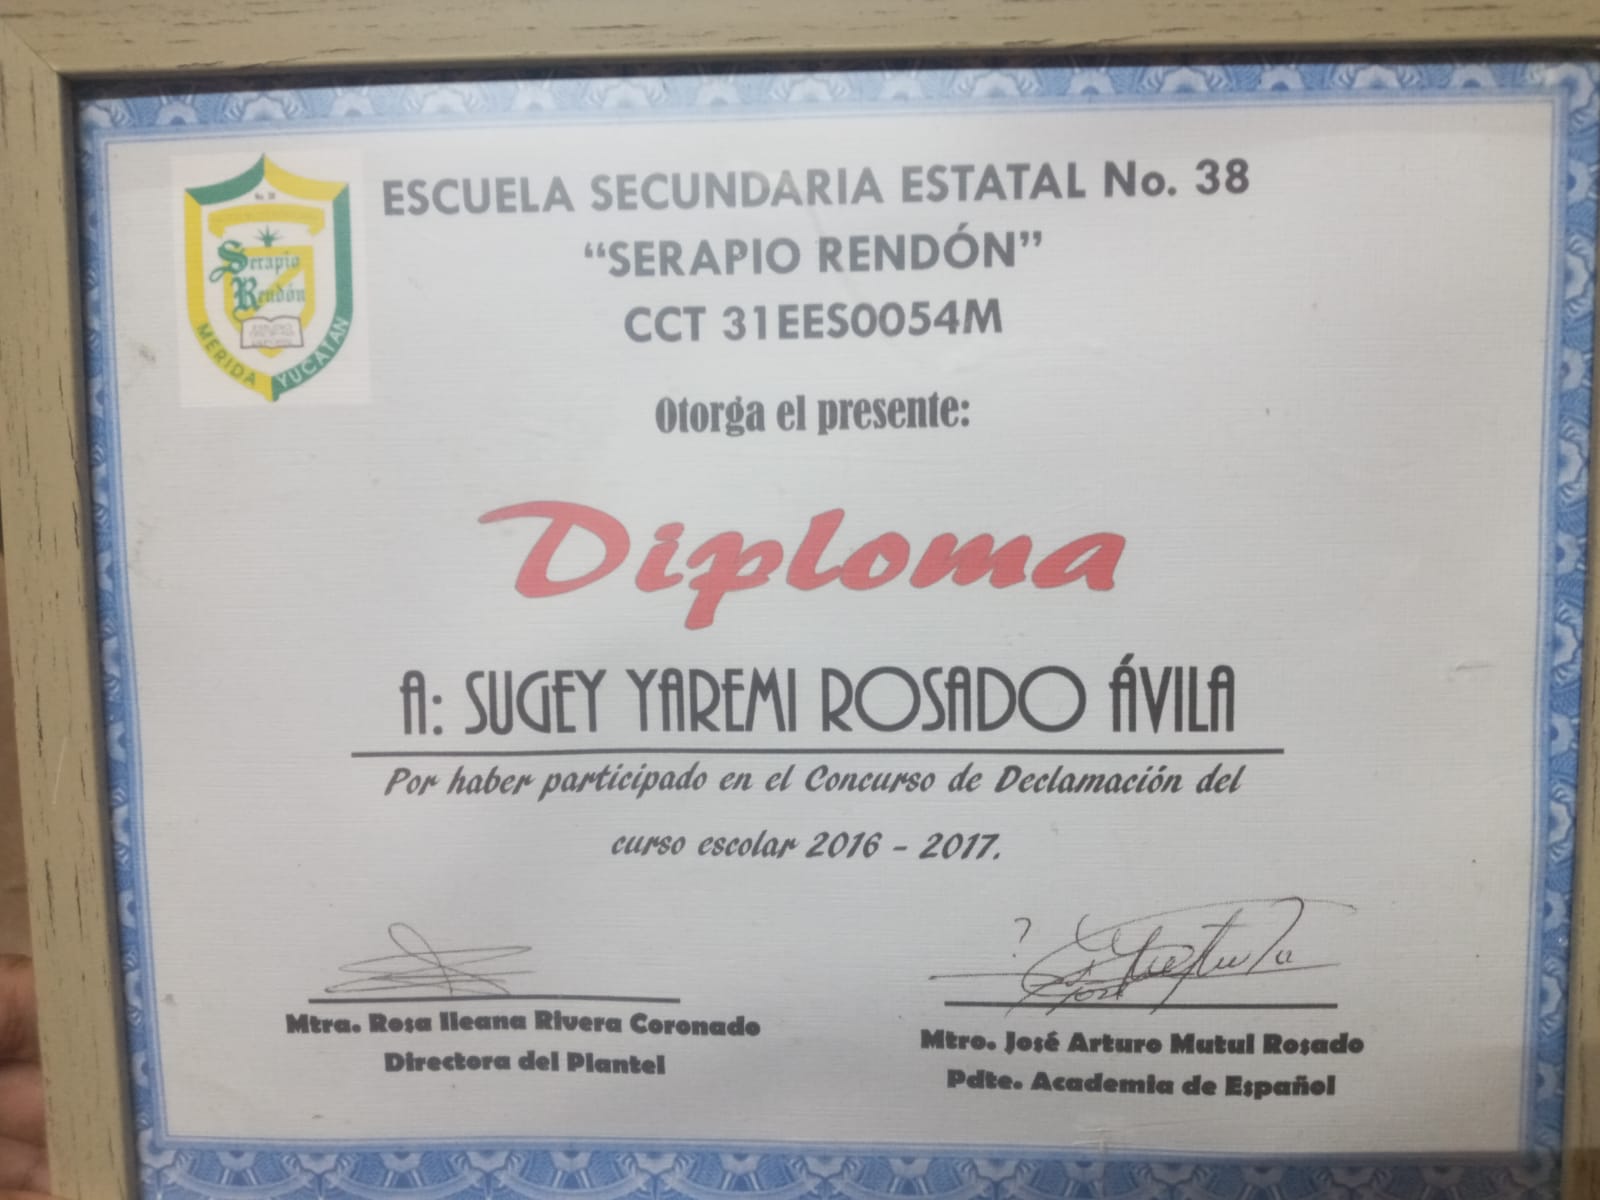 No. 38
Serapio
Rendón
MERIDA YUCATAN
ESCUELA SECUNDARIA ESTATAL No. 38
“SERAPIO RENDÓN”
CCT 31EES0054M
Otorga el presente:
Diploma
A: SUGEY YAREMI ROSADO ÁVILA
Por haber participado en el Concurso de Declamación del
curso escolar 2016 - 2017.
Mtra. Rosa Ileana Rivera Coronado
Directora del Plantel
Mtro. José Arturo Mutul Rosado
Pdte. Academia de Español